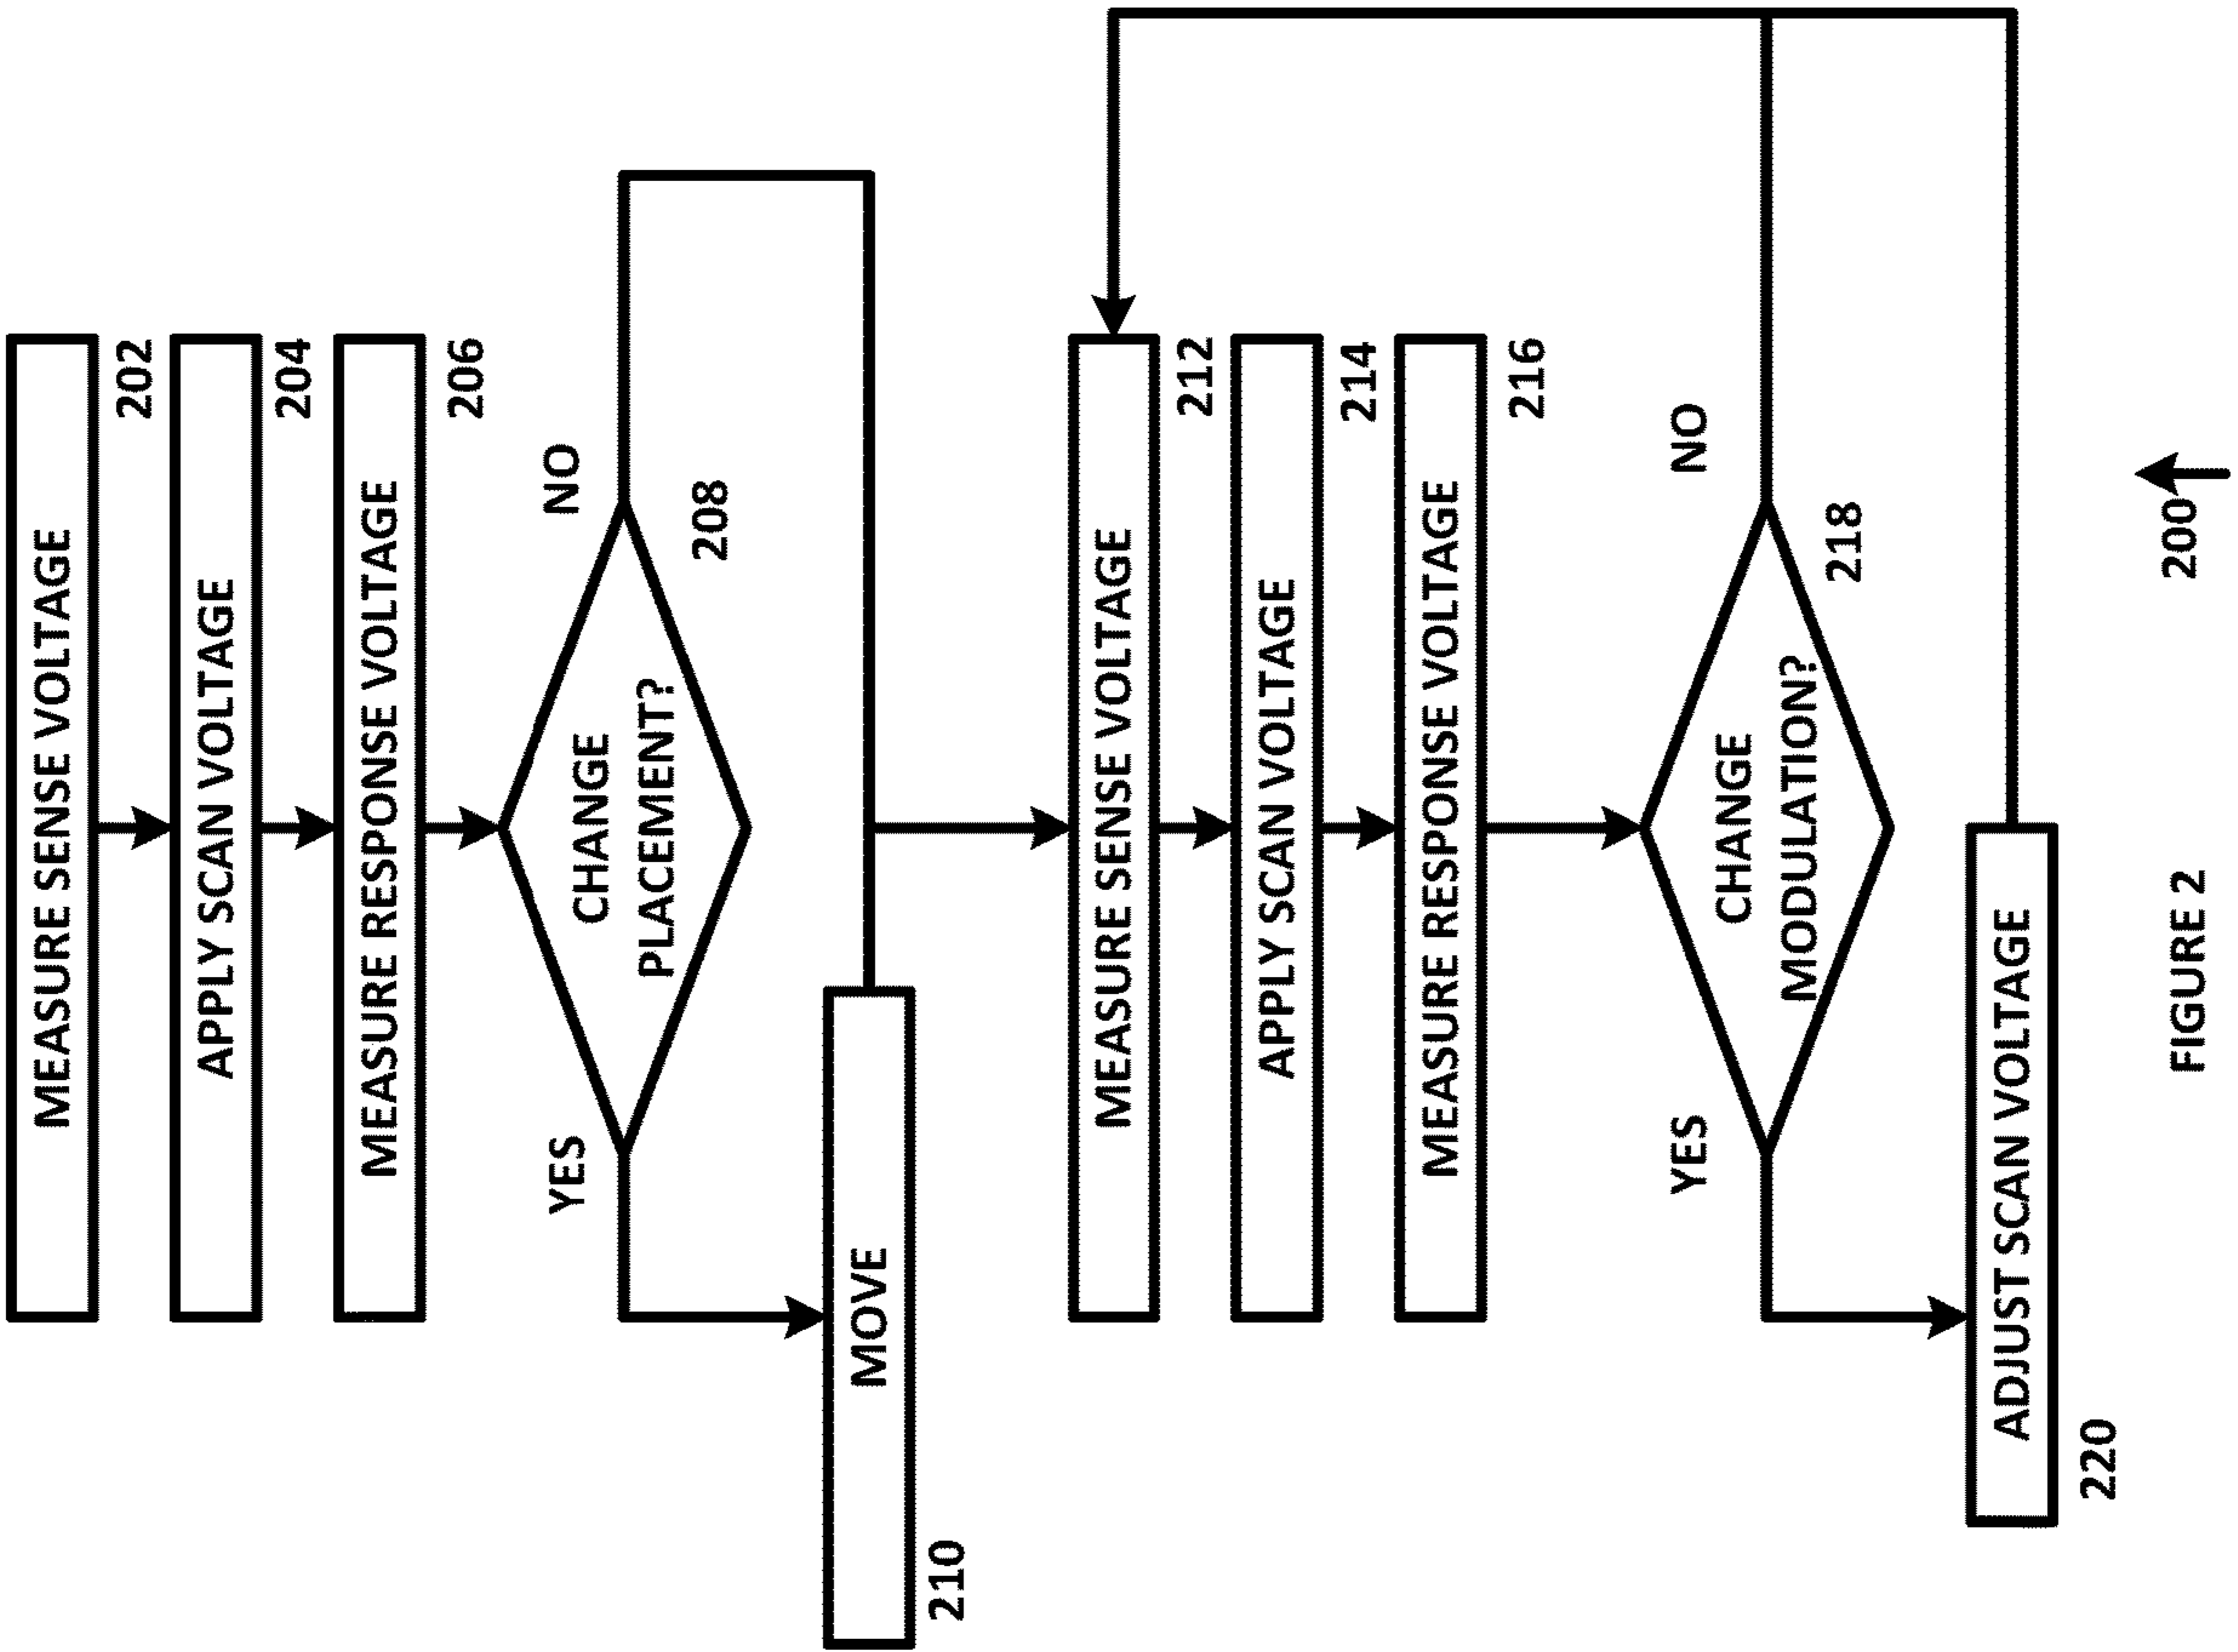 MEASURE SENSE VOLTAGE
202
APPLY SCAN VOLTAGE
204
MEASURE RESPONSE VOLTAGE
206
YES
NO
CHANGE
PLACEMENT?
208
MOVE
210
MEASURE SENSE VOLTAGE
212
APPLY SCAN VOLTAGE
214
MEASURE RESPONSE VOLTAGE
216
YES
NO
CHANGE
MODULATION?
218
ADJUST SCAN VOLTAGE
220
200
FIGURE 2